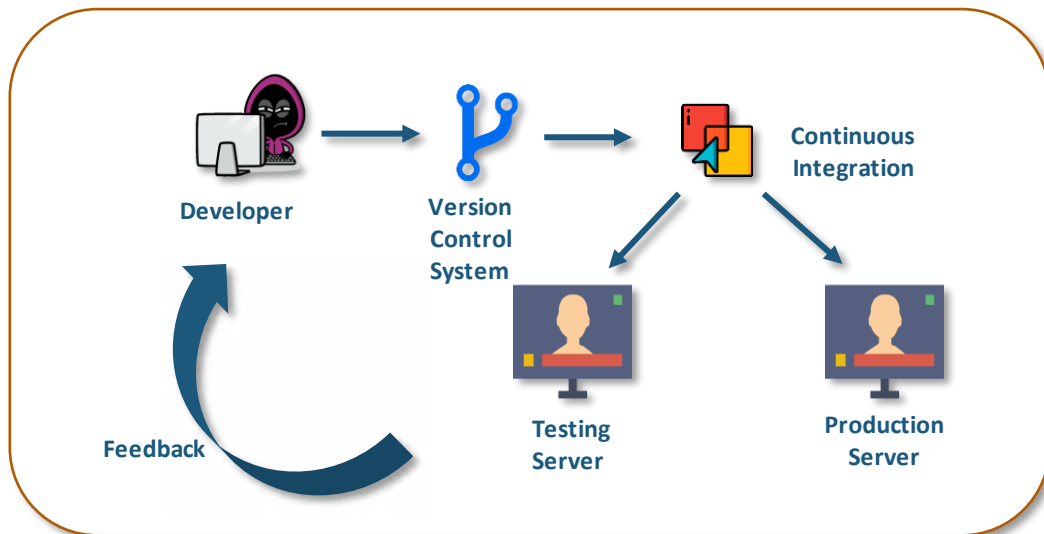 Developer
Version
Control
System
Continuous
Integration
Feedback
Testing
Server
Production
Server